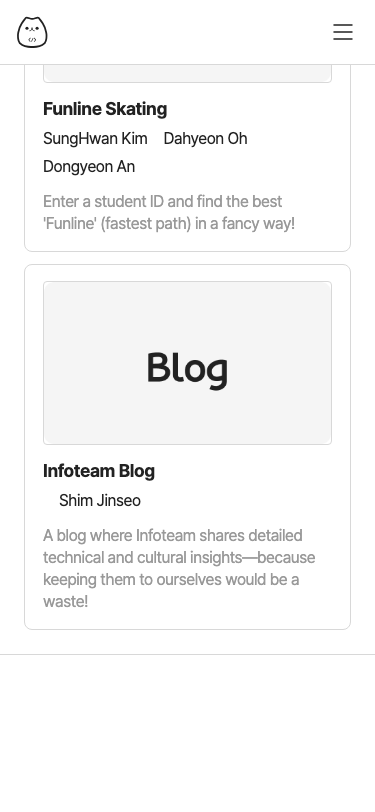 Funline Skating
SungHwan Kim Dahyeon Oh
Dongyeon An
Enter a student ID and find the best
'Funline' (fastest path) in a fancy way!
Blog
Infoteam Blog
Shim Jinseo
A blog where Infoteam shares detailed
technical and cultural insights—because
keeping them to ourselves would be a
waste!